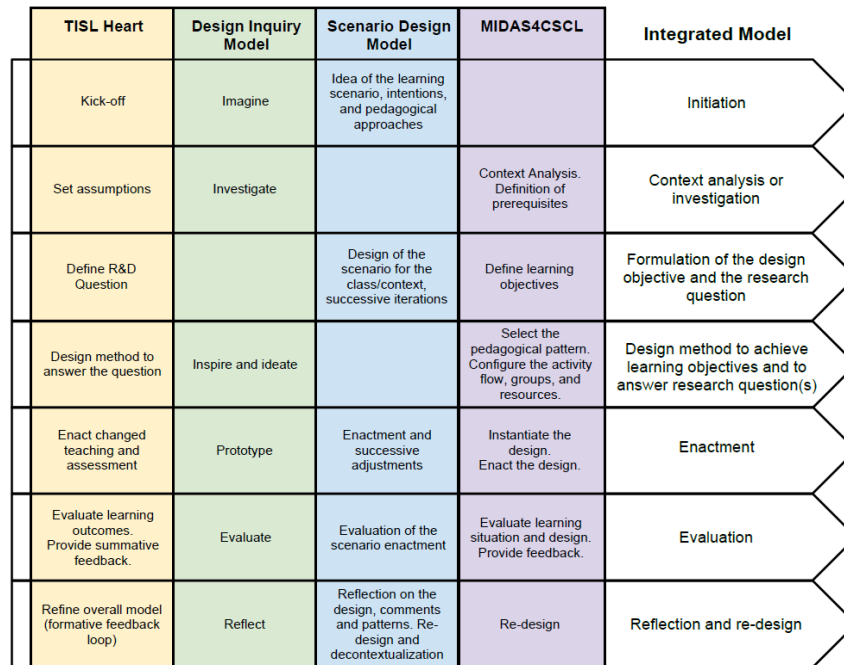 TISL Heart
Design Inquiry
Model
Scenario Design
Model
MIDAS4CSCL
Integrated Model
Kick-off
Imagine
Idea of the learning
scenario, intentions,
and pedagogical
approaches
Initiation
Set assumptions
Investigate
Context Analysis.
Definition of
prerequisites
Context analysis or
investigation
Define R&D
Question
Design of the
scenario for the
class/context,
successive iterations
Define learning
objectives
Formulation of the design
objective and the research
question
Design method to
answer the question
Inspire and ideate
Select the
pedagogical pattern.
Configure the activity
flow, groups, and
resources.
Design method to achieve
learning objectives and to
answer research question(s)
Enact changed
teaching and
assessment
Prototype
Enactment and
successive
adjustments
Instantiate the
design.
Enact the design.
Enactment
Evaluate learning
outcomes.
Provide summative
feedback.
Evaluate
Evaluation of the
scenario enactment
Evaluate learning
situation and design.
Provide feedback.
Evaluation
Refine overall model
(formative feedback
loop)
Reflect
Reflection on the
design, comments
and patterns. Re-
design and
decontextualization
Re-design
Reflection and re-design